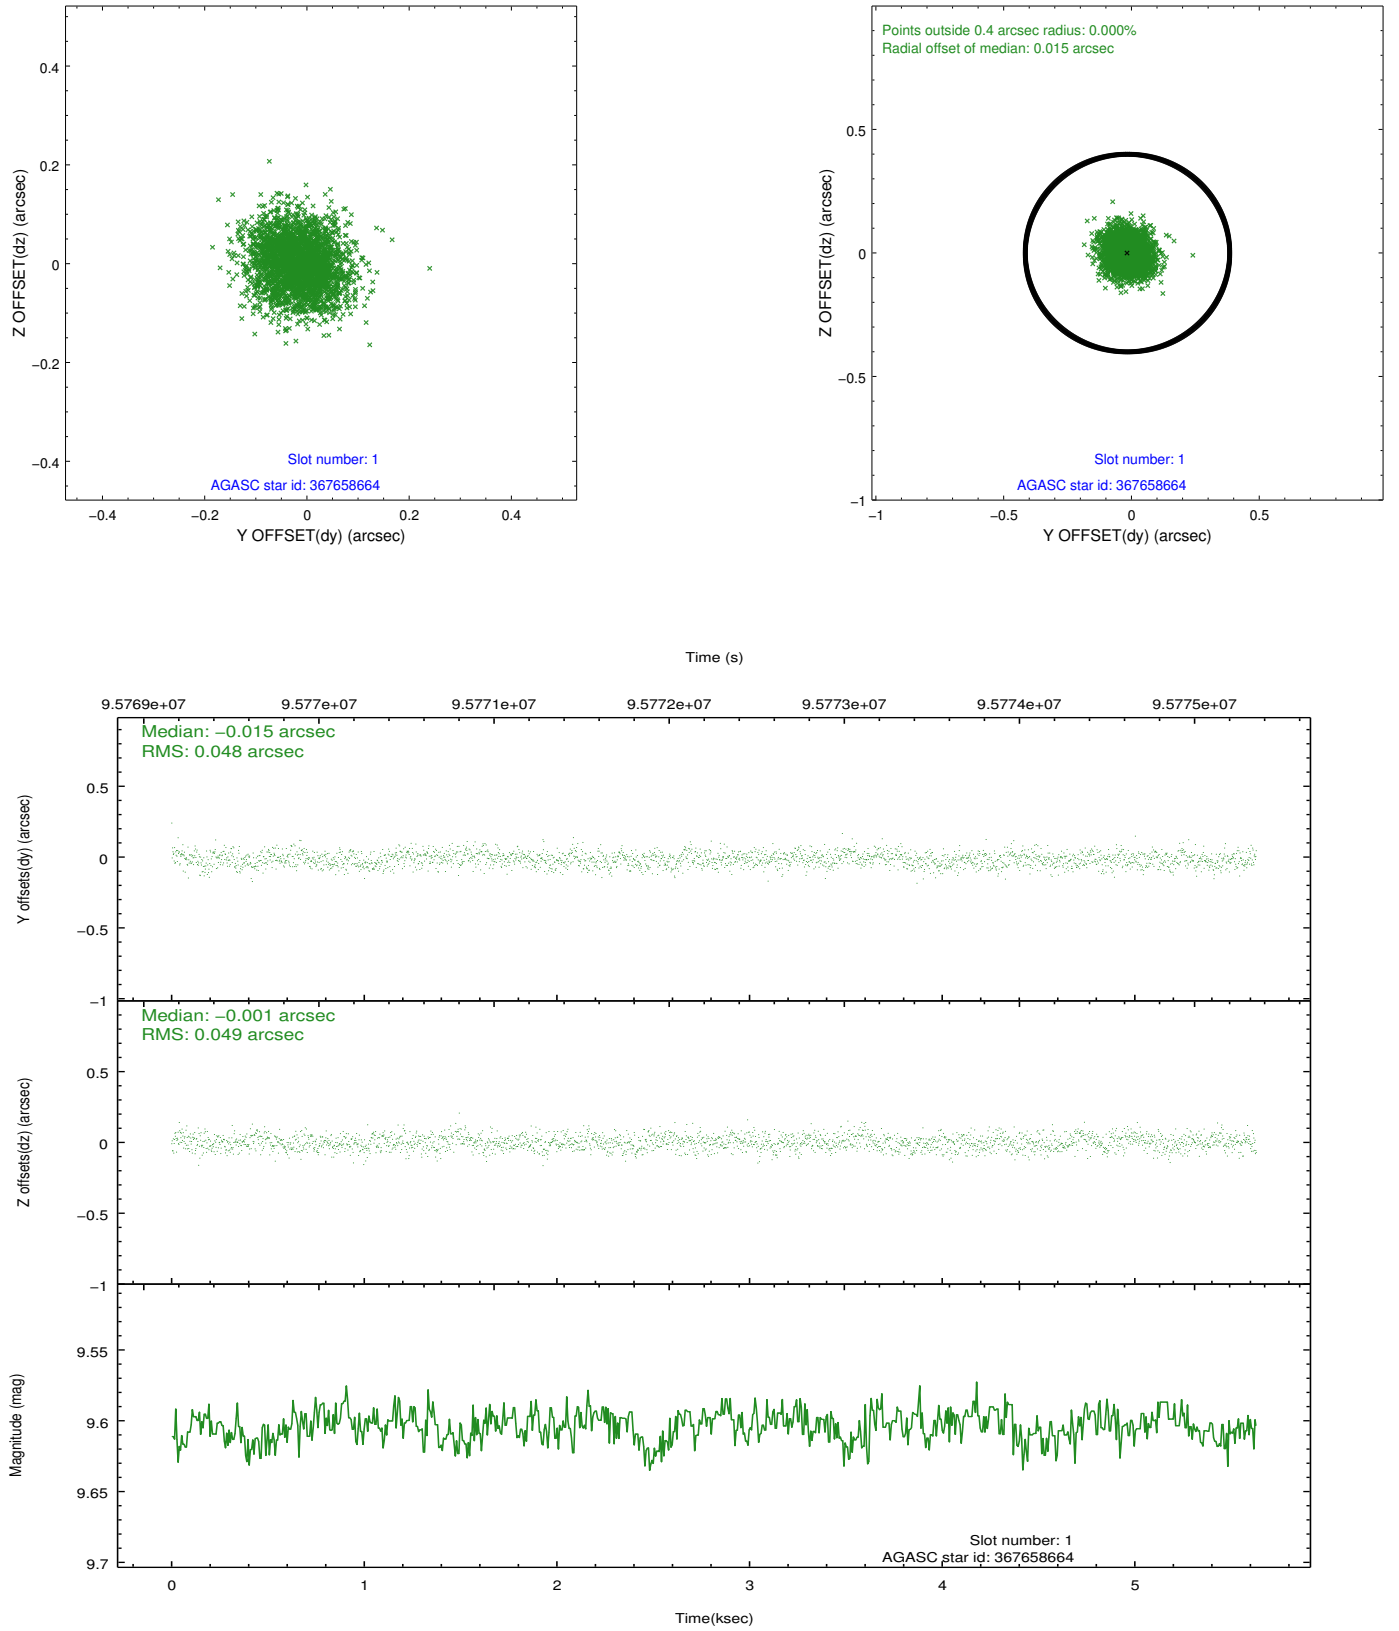 0.4
0.2
0
−0.2
−0.4
Z OFFSET(dz) (arcsec)
Slot number: 1
AGASC star id: 367658664
−0.4
−0.2
0
0.2
0.4
Y OFFSET(dy) (arcsec)
Points outside 0.4 arcsec radius: 0.000%
Radial offset of median: 0.015 arcsec
0.5
0
−0.5
−1
Z OFFSET(dz) (arcsec)
Slot number: 1
AGASC star id: 367658664
−1
−0.5
0
0.5
Y OFFSET(dy) (arcsec)
Time (s)
9.5769e+07
9.577e+07
9.5771e+07
9.5772e+07
9.5773e+07
9.5774e+07
9.5775e+07
Median: −0.015 arcsec
RMS: 0.048 arcsec
0.5
0
−0.5
−1
Y offsets(dy) (arcsec)
Median: −0.001 arcsec
RMS: 0.049 arcsec
0.5
0
−0.5
−1
Z offsets(dz) (arcsec)
9.55
9.6
9.65
9.7
Magnitude (mag)
Slot number: 1
AGASC star id: 367658664
0
1
2
3
4
5
Time(ksec)